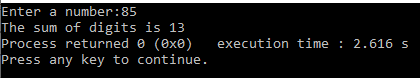 Enter a number:85
The sum of digits is 13
Process returned 0 (0x0)   execution time : 2.616 s
Press any key to continue.